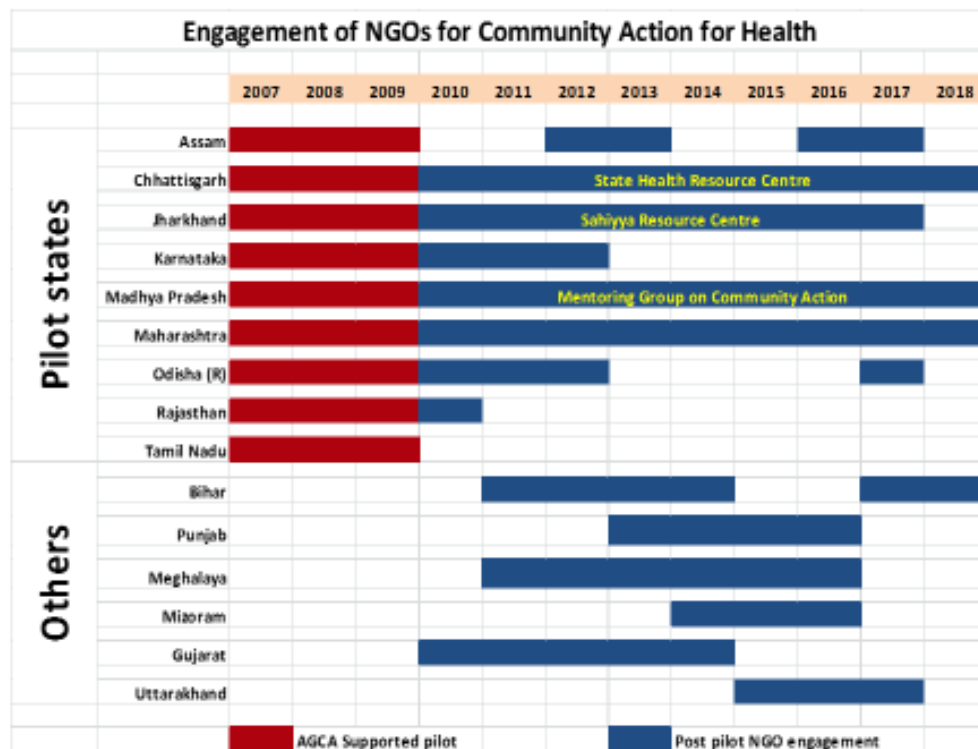 Engagement of NGOs for Community Action for Health
2007 2008 2009 2010 2011 2012 2013 2014 2015 2016 2017 2018
Pilot states
Assam
Chhattisgarh State Health Resource Centre
Jharkhand Sahiyya Resource Centre
Karnataka
Madhya Pradesh Mentoring Group on Community Action
Maharashtra
Odisha (R)
Rajasthan
Tamil Nadu
Others
Bihar
Punjab
Meghalaya
Mizoram
Gujarat
Uttarakhand
AGCA Supported pilot Post pilot NGO engagement